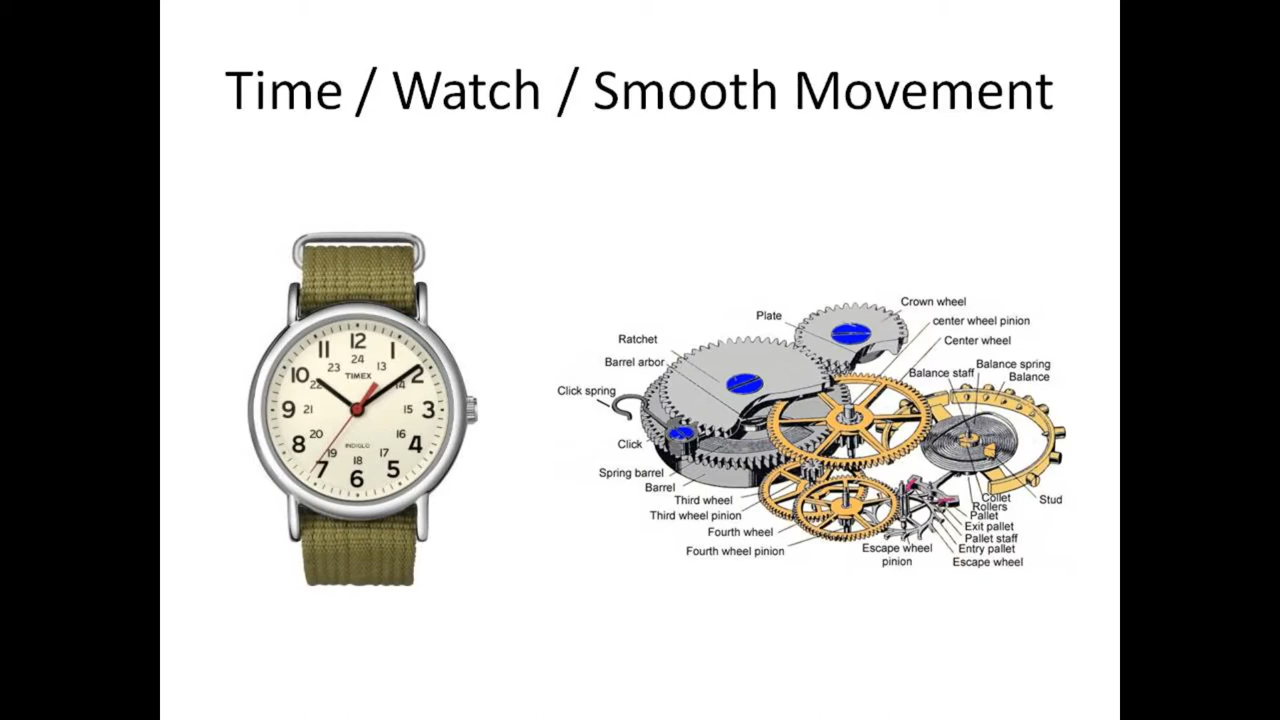 Time / Watch / Smooth Movement
12
11
1
24
23
13
10
TIMEX
2
22
14
9
21
15
3
20
16
8
INDIGLO
4
19
17
18
7
5
6
Crown wheel
Plate
center wheel pinion
Ratchet
Center wheel
Barrel arbor
Balance spring
Balance staff
Balance
Click spring
Click
Spring barrel
Barrel
Third wheel
Collet
Stud
Rollers
Third wheel pinion
Pallet
Exit pallet
Fourth wheel
Pallet staff
Fourth wheel pinion
Escape wheel
pinion
Entry pallet
Escape wheel